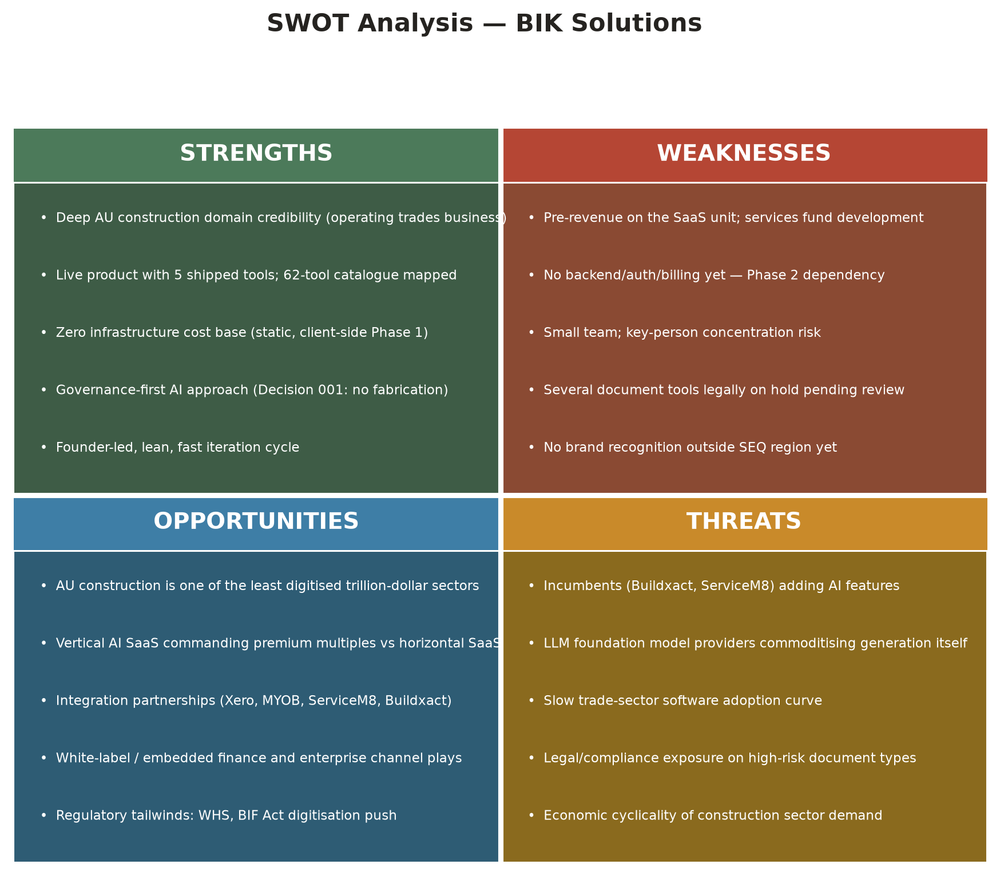 SWOT Analysis — BIK Solutions
STRENGTHS
• Deep AU construction domain credibility (operating trades business)
• Live product with 5 shipped tools; 62-tool catalogue mapped
• Zero infrastructure cost base (static, client-side Phase 1)
• Governance-first AI approach (Decision 001: no fabrication)
• Founder-led, lean, fast iteration cycle
WEAKNESSES
• Pre-revenue on the SaaS unit; services fund development
• No backend/auth/billing yet — Phase 2 dependency
• Small team; key-person concentration risk
• Several document tools legally on hold pending review
• No brand recognition outside SEQ region yet
OPPORTUNITIES
• AU construction is one of the least digitised trillion-dollar sectors
• Vertical AI SaaS commanding premium multiples vs horizontal SaaS
• Integration partnerships (Xero, MYOB, ServiceM8, Buildxact)
• White-label / embedded finance and enterprise channel plays
• Regulatory tailwinds: WHS, BIF Act digitisation push
THREATS
• Incumbents (Buildxact, ServiceM8) adding AI features
• LLM foundation model providers commoditising generation itself
• Slow trade-sector software adoption curve
• Legal/compliance exposure on high-risk document types
• Economic cyclicality of construction sector demand